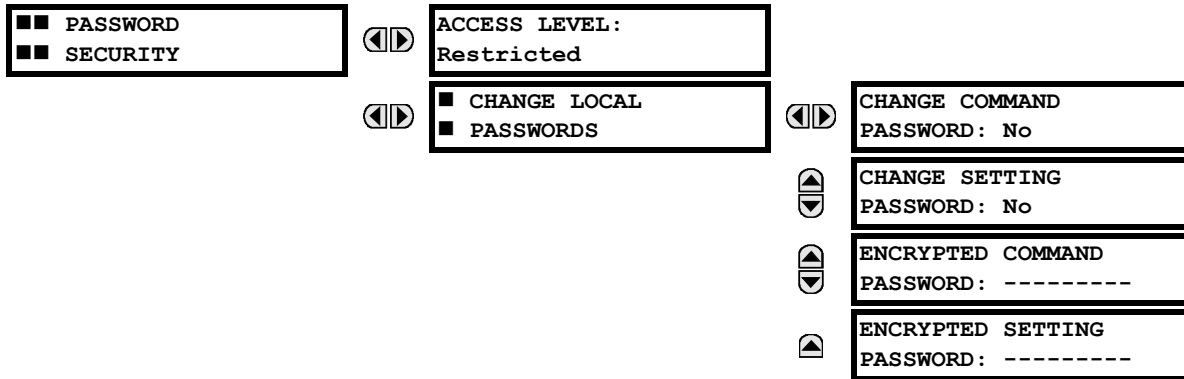 ■■ PASSWORD
■■ SECURITY
ACCESS LEVEL:
Restricted
■ CHANGE LOCAL
■ PASSWORDS
CHANGE COMMAND
PASSWORD: No
CHANGE SETTING
PASSWORD: No
ENCRYPTED COMMAND
PASSWORD: ---------
ENCRYPTED SETTING
PASSWORD: ---------